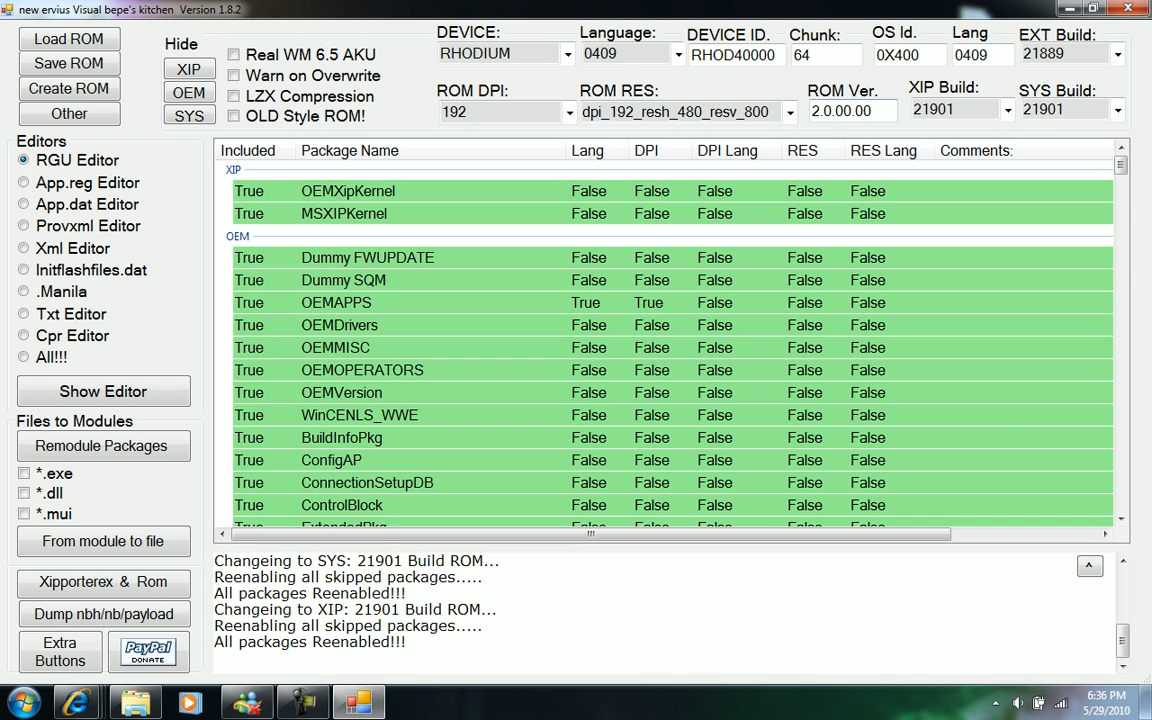 new ervius Visual bepe's kitchen  Version 1.8.2
Load ROM
Save ROM
Create ROM
Other
Hide
XIP
OEM
SYS
Real WM 6.5 AKU
Warn on Overwrite
LZX Compression
OLD Style ROM!
DEVICE: Language: DEVICE ID. Chunk: OS Id. Lang EXT Build:
RHODIUM 0409 RHOD40000 64 0X400 0409 21889
ROM DPI: ROM RES: ROM Ver. XIP Build: SYS Build:
192 dpi_192_resh_480_resv_800 2.0.00.00 21901 21901
Editors
RGU Editor
App.reg Editor
App.dat Editor
Provxml Editor
Xml Editor
Initflashfiles.dat
.Manila
Txt Editor
Cpr Editor
All!!!
Show Editor
Files to Modules
Remodule Packages
*.exe
*.dll
*.mui
From module to file
Xipporterex & Rom
Dump nbh/nb/payload
Extra
Buttons
PayPal
DONATE
Included Package Name Lang DPI DPI Lang RES RES Lang Comments:
XIP
True OEMXipKernel False False False False False
True MSXIPKernel False False False False False
OEM
True Dummy FWUPDATE False False False False False
True Dummy SQM False False False False False
True OEMAPPS True True False False False
True OEMDrivers False False False False False
True OEMMISC False False False False False
True OEMOPERATORS False False False False False
True OEMVersion False False False False False
True WinCENLS_WWE False False False False False
True BuildInfoPkg False False False False False
True ConfigAP False False False False False
True ConnectionSetupDB False False False False False
True ControlBlock False False False False False
True ExtendedPkg False False False False False
Changeing to SYS: 21901 Build ROM...
Reenabling all skipped packages.....
All packages Reenabled!!!
Changeing to XIP: 21901 Build ROM...
Reenabling all skipped packages.....
All packages Reenabled!!!
6:36 PM
5/29/2010